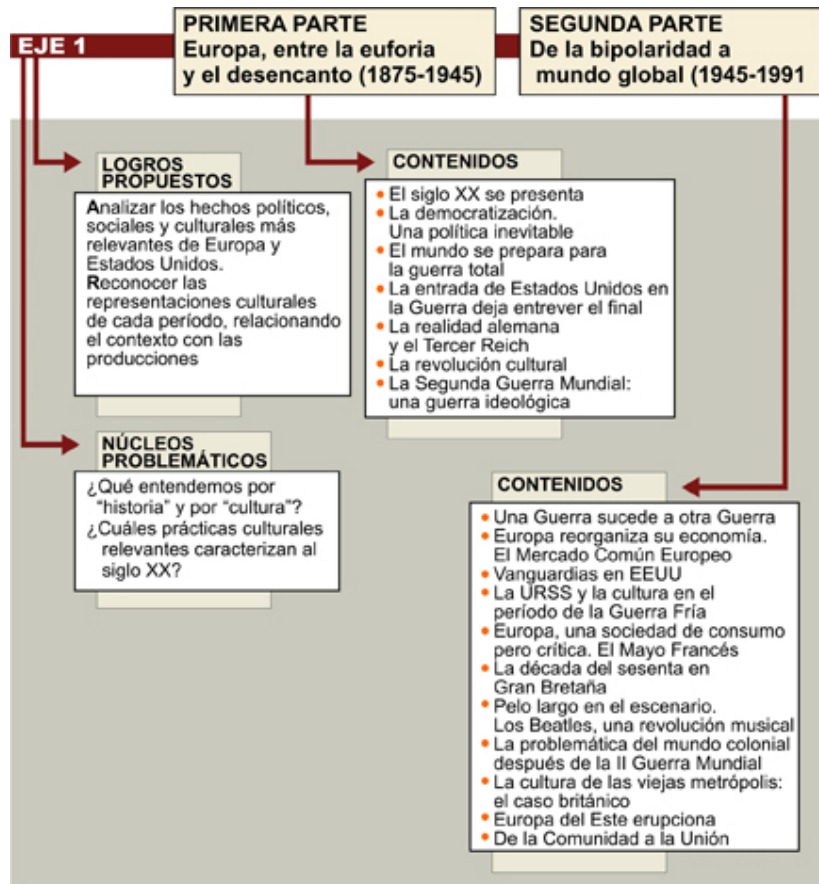 EJE 1
PRIMERA PARTE
Europa, entre la euforia
y el desencanto (1875-1945)
SEGUNDA PARTE
De la bipolaridad a
mundo global (1945-1991
LOGROS
PROPUESTOS
Analizar los hechos políticos,
sociales y culturales más
relevantes de Europa y
Estados Unidos.
Reconocer las
representaciones culturales
de cada período, relacionando
el contexto con las
producciones
CONTENIDOS
• El siglo XX se presenta
• La democratización.
Una política inevitable
• El mundo se prepara para
la guerra total
• La entrada de Estados Unidos en
la Guerra deja entrever el final
• La realidad alemana
y el Tercer Reich
• La revolución cultural
• La Segunda Guerra Mundial:
una guerra ideológica
NÚCLEOS
PROBLEMÁTICOS
¿Qué entendemos por
“historia” y por “cultura”?
¿Cuáles prácticas culturales
relevantes caracterizan al
siglo XX?
CONTENIDOS
• Una Guerra sucede a otra Guerra
• Europa reorganiza su economía.
El Mercado Común Europeo
• Vanguardias en EEUU
• La URSS y la cultura en el
período de la Guerra Fría
• Europa, una sociedad de consumo
pero crítica. El Mayo Francés
• La década del sesenta en
Gran Bretaña
• Pelo largo en el escenario.
Los Beatles, una revolución musical
• La problemática del mundo colonial
después de la II Guerra Mundial
• La cultura de las viejas metrópolis:
el caso británico
• Europa del Este erupciona
• De la Comunidad a la Unión